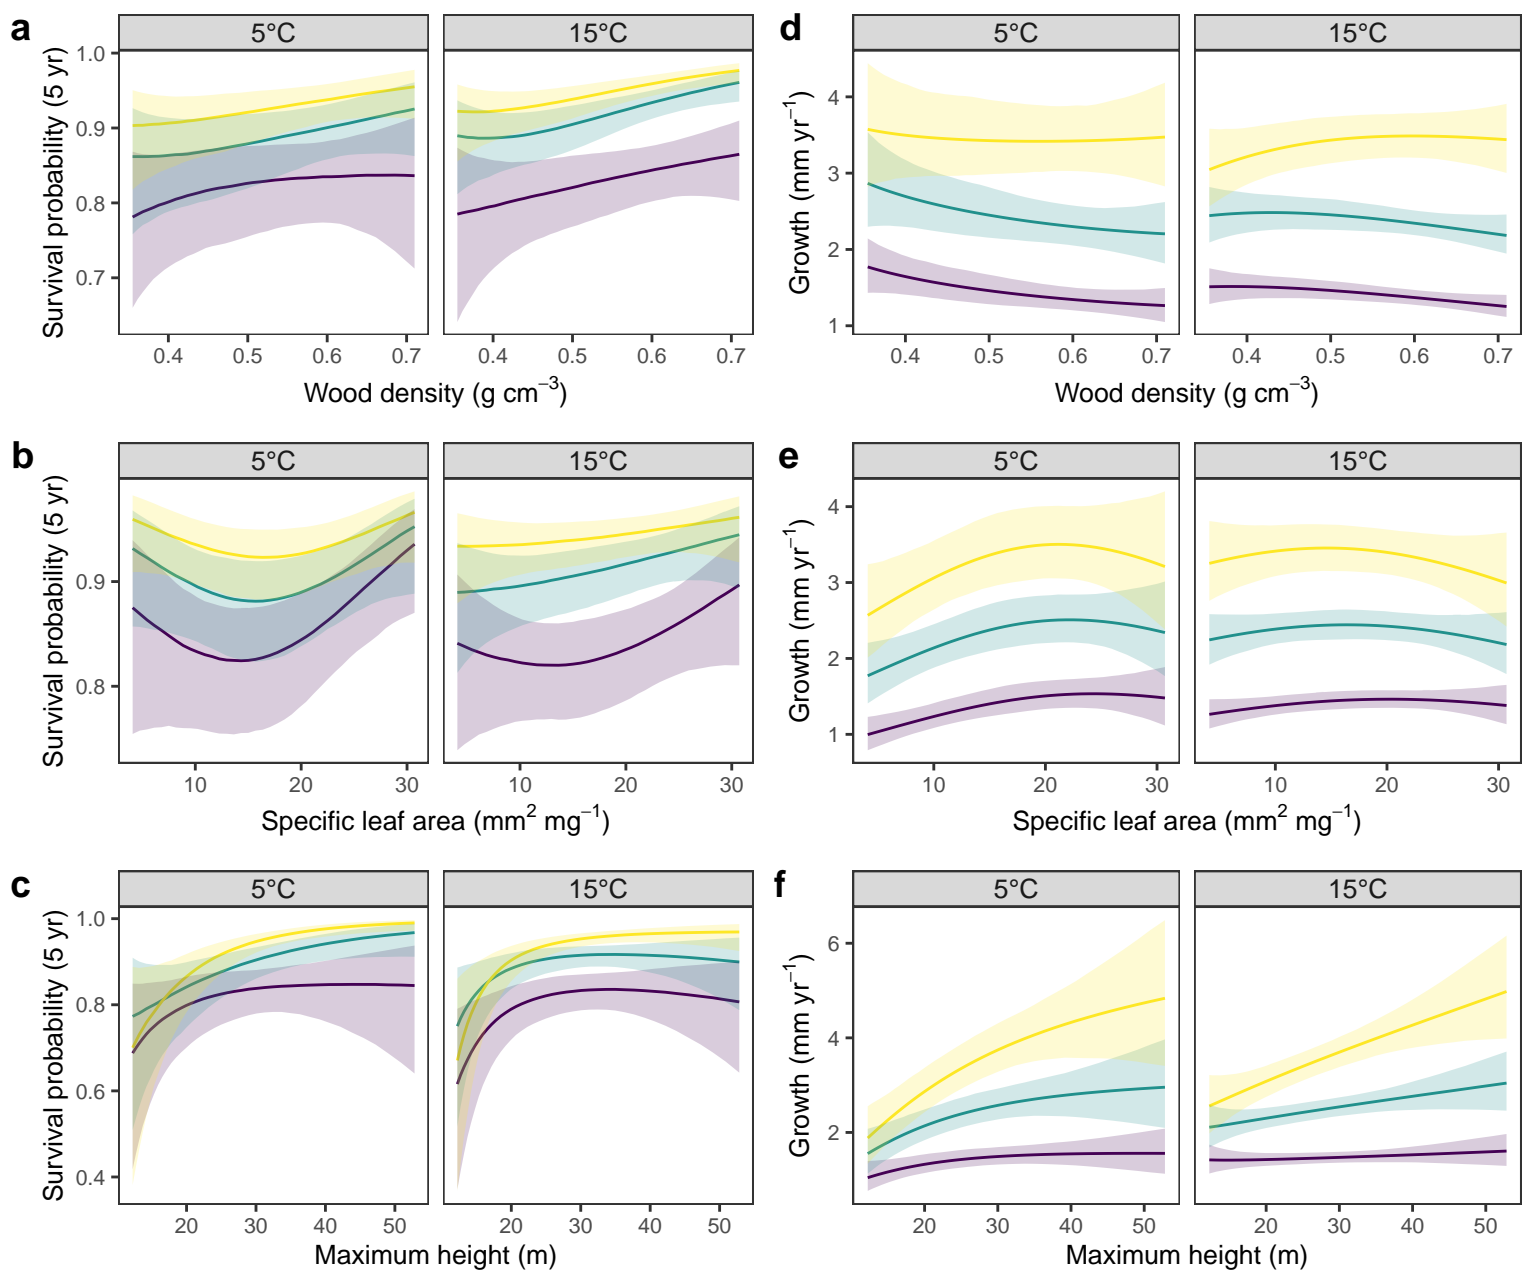 a
5°C
15°C
Survival probability (5 yr)
1.0
0.9
0.8
0.7
0.4
0.5
0.6
0.7
0.4
0.5
0.6
0.7
Wood density (g cm⁻³)
d
5°C
15°C
Growth (mm yr⁻¹)
4
3
2
1
0.4
0.5
0.6
0.7
0.4
0.5
0.6
0.7
Wood density (g cm⁻³)
b
5°C
15°C
Survival probability (5 yr)
0.9
0.8
10
20
30
10
20
30
Specific leaf area (mm² mg⁻¹)
e
5°C
15°C
Growth (mm yr⁻¹)
4
3
2
1
10
20
30
10
20
30
Specific leaf area (mm² mg⁻¹)
c
5°C
15°C
Survival probability (5 yr)
1.0
0.8
0.6
0.4
20
30
40
50
20
30
40
50
Maximum height (m)
f
5°C
15°C
Growth (mm yr⁻¹)
6
4
2
20
30
40
50
20
30
40
50
Maximum height (m)